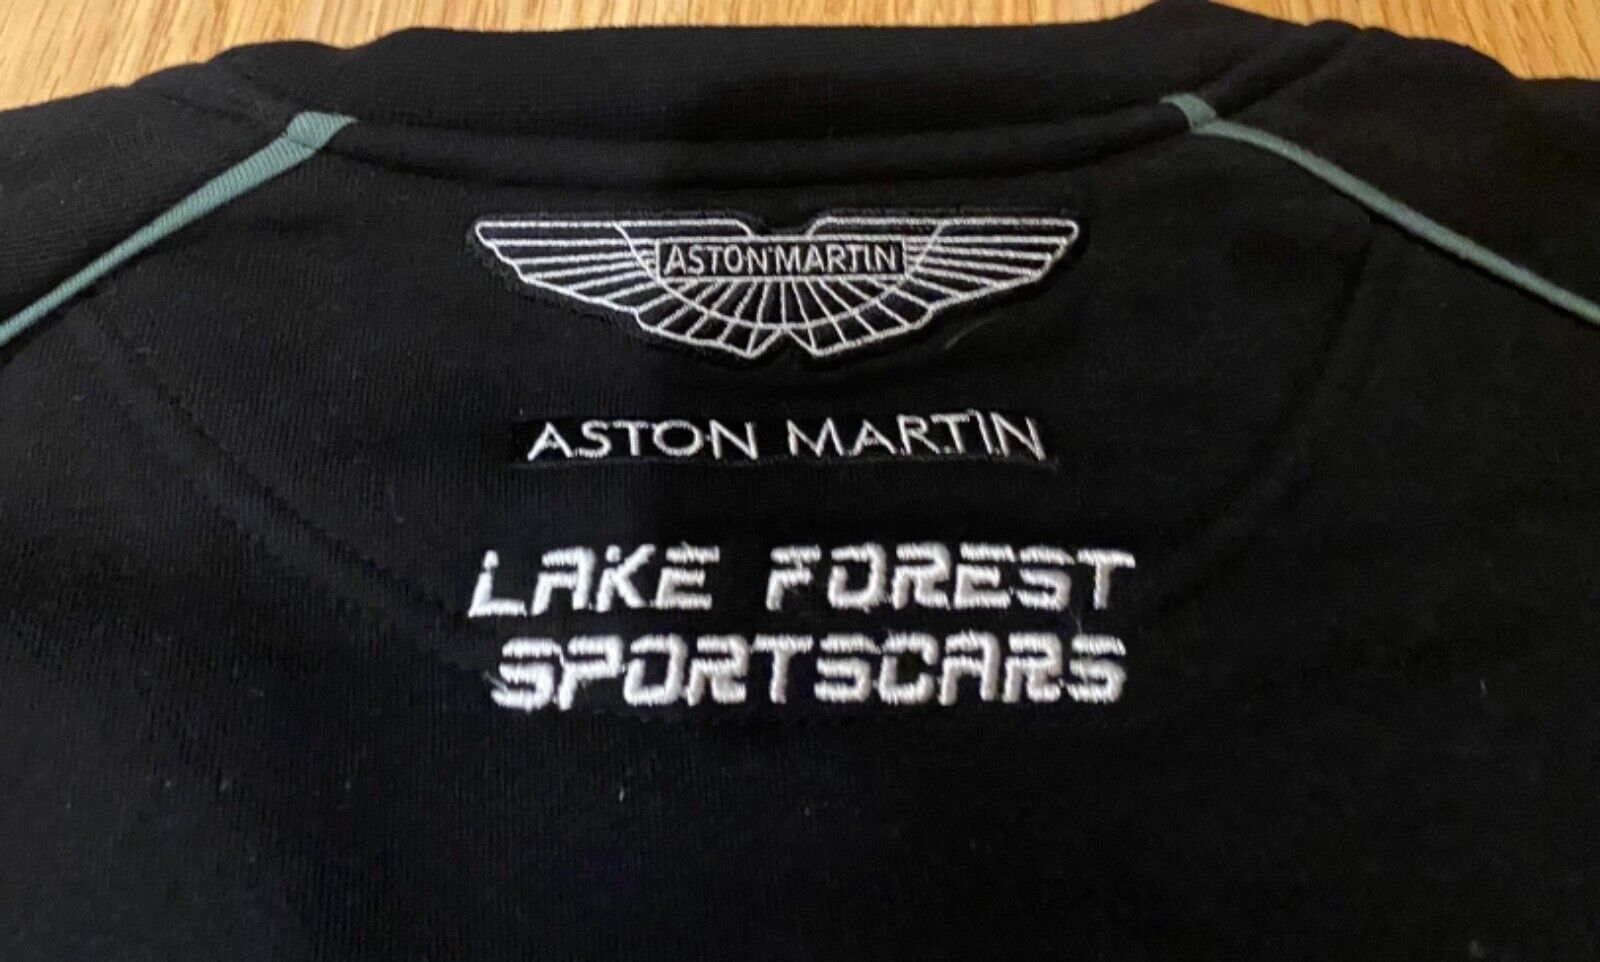 ASTON MARTIN
ASTON MARTIN
LAKE FOREST
SPORTSCARS